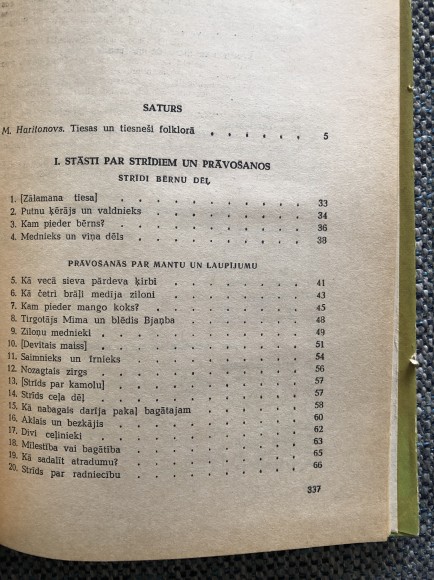 SATURS
M. Haritonovs. Tiesas un tiesneši folklorā . . . . . . 5
I. STĀSTI PAR STRĪDIEM UN PRĀVOŠANOS
STRĪDI BĒRNU DĒĻ
1. [Zālamana tiesa] . . . . . . . 33
2. Putnu ķērājs un valdnieks . . . . . . 34
3. Kam pieder bērns? . . . . . . . 36
4. Mednieks un viņa dēls . . . . . . 38
PRĀVOŠANĀS PAR MANTU UN LAUPĪJUMU
5. Kā vecā sieva pārdeva ķirbi . . . . . 41
6. Kā četri brāļi medīja ziloni . . . . . 43
7. Kam pieder mango koks? . . . . . 45
8. Tirgotājs Mima un blēdis Bjaņba . . . . 48
9. Ziloņu mednieki . . . . . . . 49
10. [Devītais maiss] . . . . . . . 51
11. Saimnieks un īrnieks . . . . . . 54
12. Nozagtais zirgs . . . . . . . 56
13. [Strīds par kamolu] . . . . . . 57
14. Strīds ceļa dēļ . . . . . . . 57
15. Kā nabagais darīja pakaļ bagātajam . . . . 58
16. Aklais un bezkājis . . . . . . 60
17. Divi ceļinieki . . . . . . . 62
18. Mīlestība vai bagātība . . . . . . 63
19. Kā sadalīt atradumu? . . . . . . 65
20. Strīds par radniecību . . . . . . 66
337